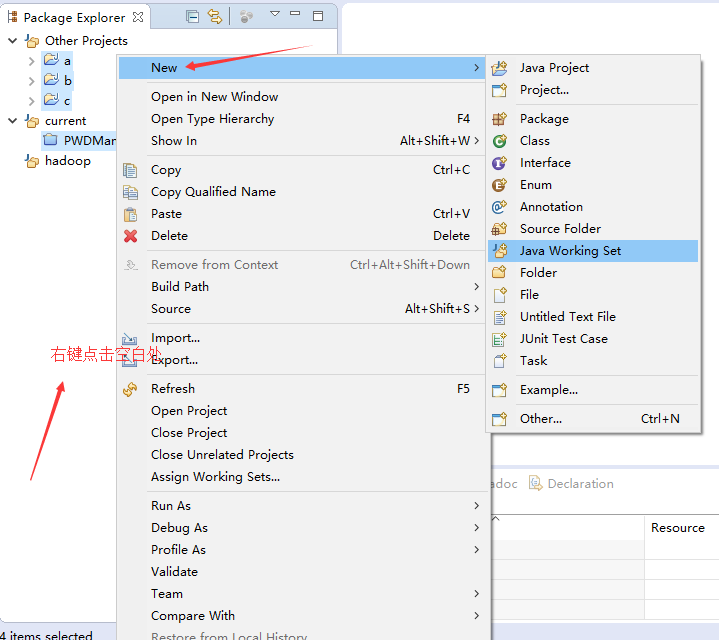 Package Explorer
Other Projects
a
b
c
current
PWDMan
hadoop
New
Open in New Window
Open Type Hierarchy F4
Show In Alt+Shift+W
Copy Ctrl+C
Copy Qualified Name
Paste Ctrl+V
Delete Delete
Remove from Context Ctrl+Alt+Shift+Down
Build Path
Source Alt+Shift+S
Import...
右键点击空白处
Export...
Refresh F5
Open Project
Close Project
Close Unrelated Projects
Assign Working Sets...
Run As
Debug As
Profile As
Validate
Team
Compare With
Restore from Local History
Java Project
Project...
Package
Class
Interface
Enum
Annotation
Source Folder
Java Working Set
Folder
File
Untitled Text File
JUnit Test Case
Task
Example...
Other... Ctrl+N
adoc Declaration
Resource
4 items selected